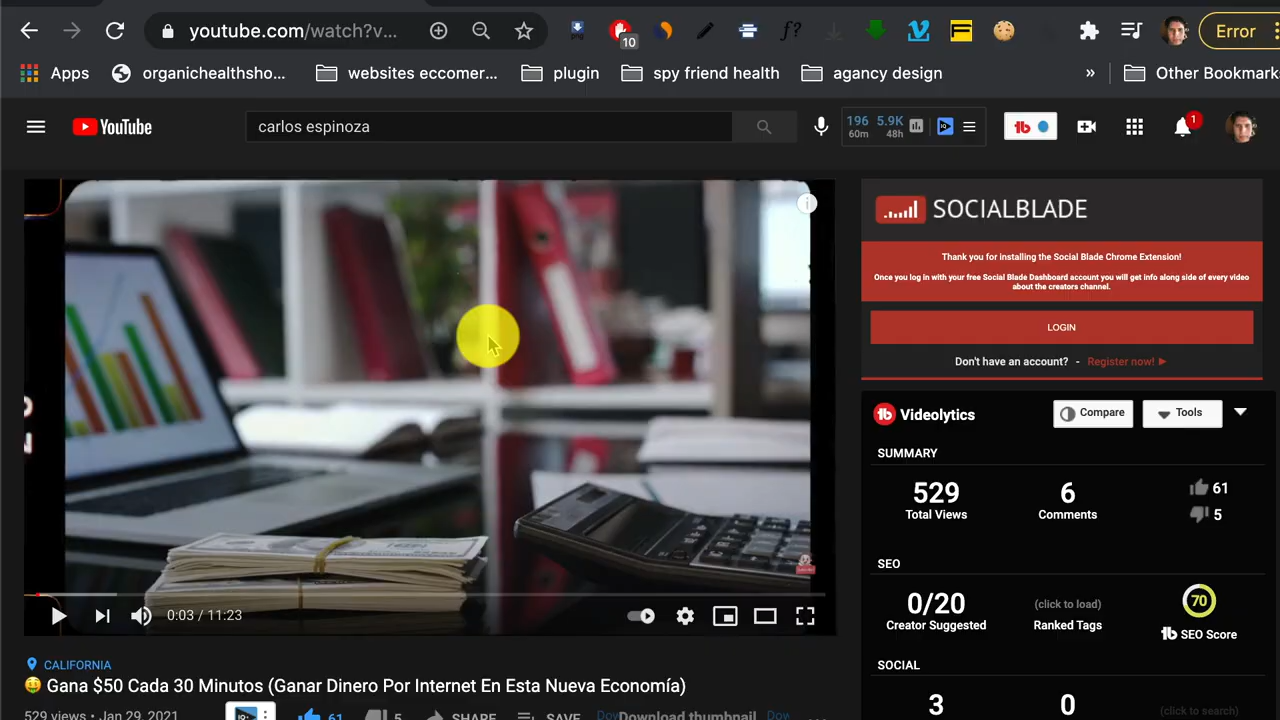 youtube.com/watch?v...
10
f?
Error
Apps
organichealthsho...
websites eccomer...
plugin
spy friend health
agancy design
»
Other Bookmark
YouTube
carlos espinoza
196
60m
5.9K
48h
1
SOCIALBLADE
Thank you for installing the Social Blade Chrome Extension!
Once you log in with your free Social Blade Dashboard account you will get info along side of every video
about the creators channel.
LOGIN
Don't have an account? - Register now!
Videolytics
Compare
Tools
SUMMARY
529
Total Views
6
Comments
61
5
SEO
0/20
Creator Suggested
(click to load)
Ranked Tags
70
SEO Score
SOCIAL
3
0
(click to search)
0:03 / 11:23
CALIFORNIA
Gana $50 Cada 30 Minutos (Ganar Dinero Por Internet En Esta Nueva Economía)
529 views • Jan 29, 2021
61
5
SHARE
SAVE
Download thumbnail